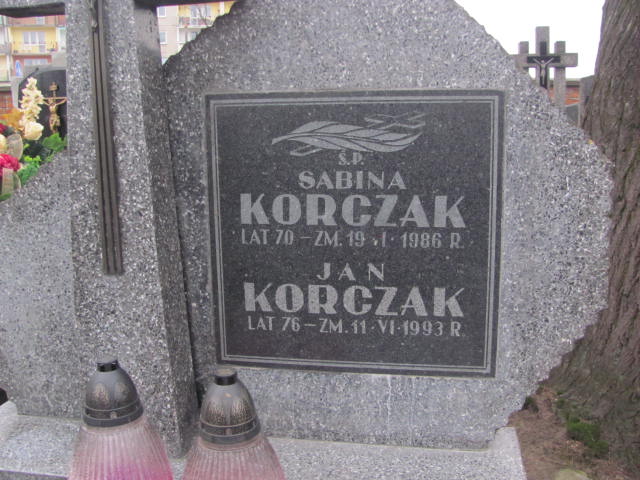 Ś.P.
SABINA
KORCZAK
LAT 70 – ZM. 19 · I · 1986 R.
JAN
KORCZAK
LAT 76 – ZM. 11 · VI · 1993 R.